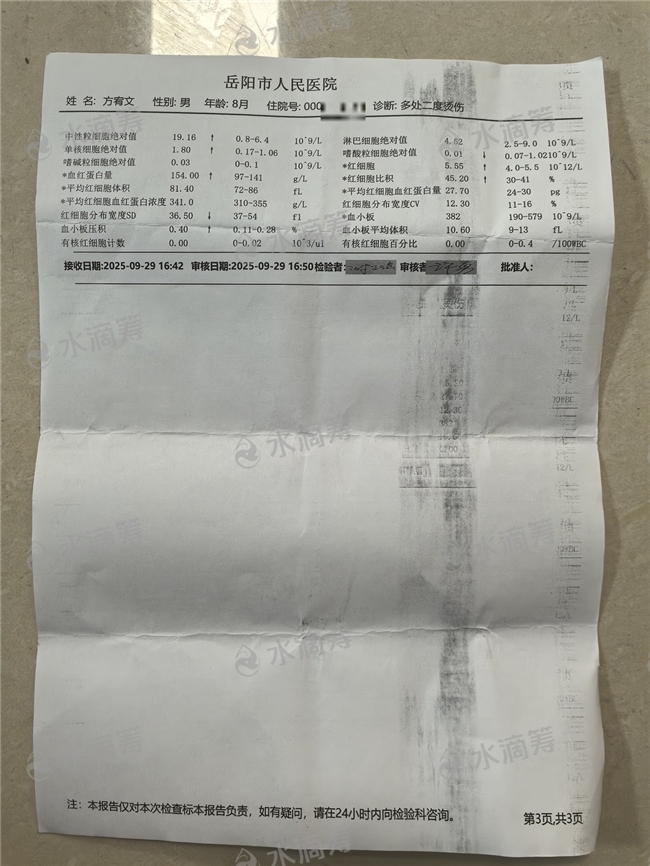 岳阳市人民医院
姓 名: 方宥文 性别: 男 年龄: 8月 住院号: 000 诊断: 多处二度烫伤
中性粒细胞绝对值 19.16 ↑ 0.8-6.4 10^9/L 淋巴细胞绝对值 4.52 2.5-9.0 10^9/L
单核细胞绝对值 1.80 ↑ 0.17-1.06 10^9/L 嗜酸粒细胞绝对值 0.01 ↓ 0.07-1.0210^9/L
嗜碱粒细胞绝对值 0.03 0-0.1 10^9/L *红细胞 5.55 ↑ 4.0-5.5 10^12/L
*血红蛋白量 154.00 ↑ 97-141 g/L *红细胞比积 45.20 ↑ 30-41 %
*平均红细胞体积 81.40 72-86 fl *平均红细胞血红蛋白量 27.70 24-30 pg
*平均红细胞血红蛋白浓度 341.0 310-355 g/L 红细胞分布宽度CV 12.30 11-16 %
红细胞分布宽度SD 36.50 ↓ 37-54 fl *血小板 382 190-579 10^9/L
血小板压积 0.40 ↑ 0.11-0.28 % 血小板平均体积 10.60 9-13 fL
有核红细胞计数 0.00 0-0.02 10^3/ul 有核红细胞百分比 0.00 0-0.4 /100WBC
接收日期:2025-09-29 16:42 审核日期:2025-09-29 16:50 检验者: 审核者 批准人:
注: 本报告仅对本次检查标本报告负责, 如有疑问, 请在24小时内向检验科咨询。 第3页,共3页
水滴筹